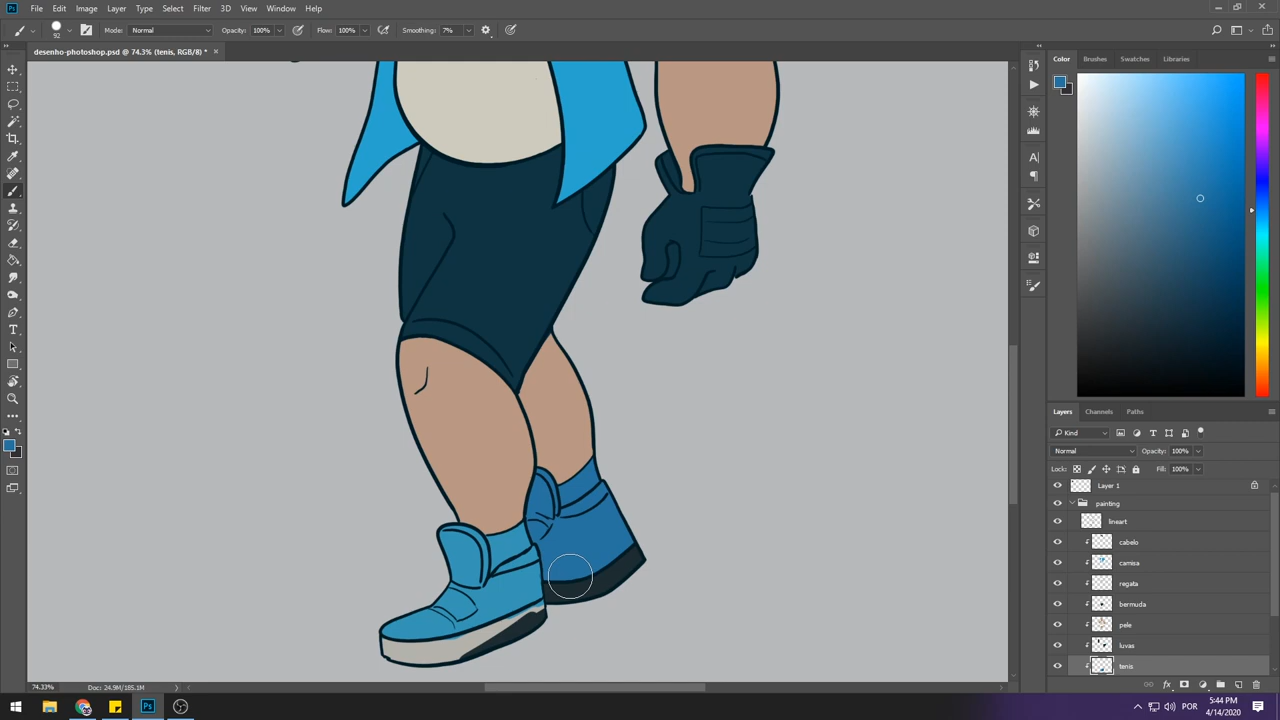 File Edit Image Layer Type Select Filter 3D View Window Help
92 Mode: Normal Opacity: 100% Flow: 100% Smoothing: 7%
desenho-photoshop.psd @ 74.3% (tenis, RGB/8) *
Color Brushes Swatches Libraries
Layers Channels Paths
Kind
Normal Opacity: 100%
Lock: Fill: 100%
Layer 1
painting
lineart
cabelo
camisa
regata
bermuda
pele
luvas
tenis
74.33% Doc: 24.9M/185.1M
POR
5:44 PM
4/14/2020